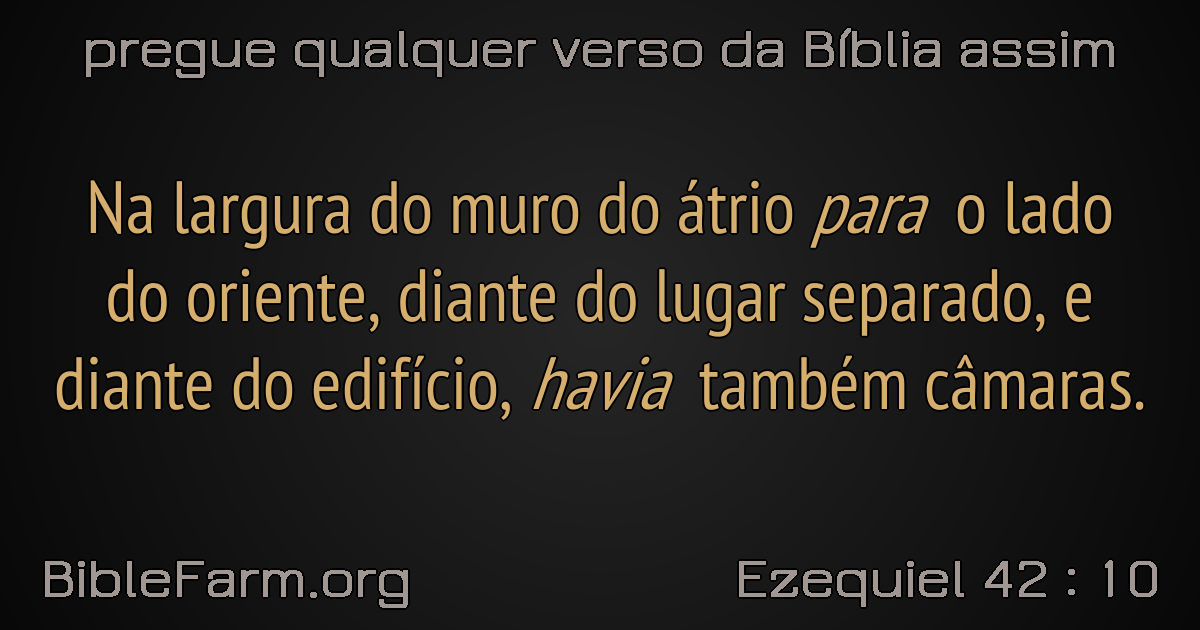 pregue qualquer verso da Bíblia assim
Na largura do muro do átrio para o lado
do oriente, diante do lugar separado, e
diante do edifício, havia também câmaras.
BibleFarm.org
Ezequiel 42 : 10